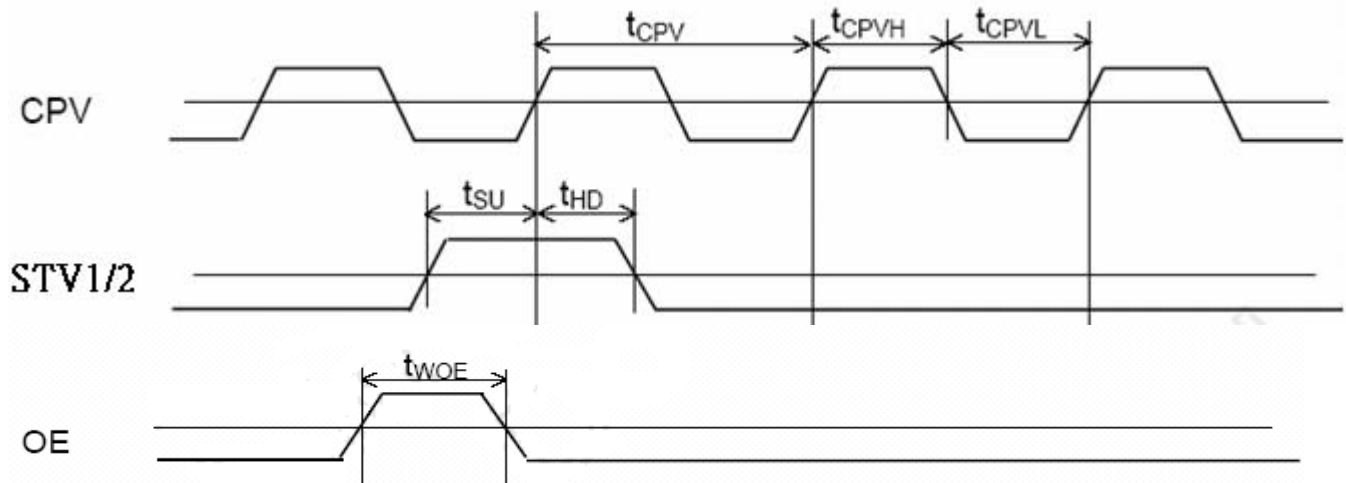 tCPV tCPVH tCPVL
CPV
tSU tHD
STV1/2
tWOE
OE